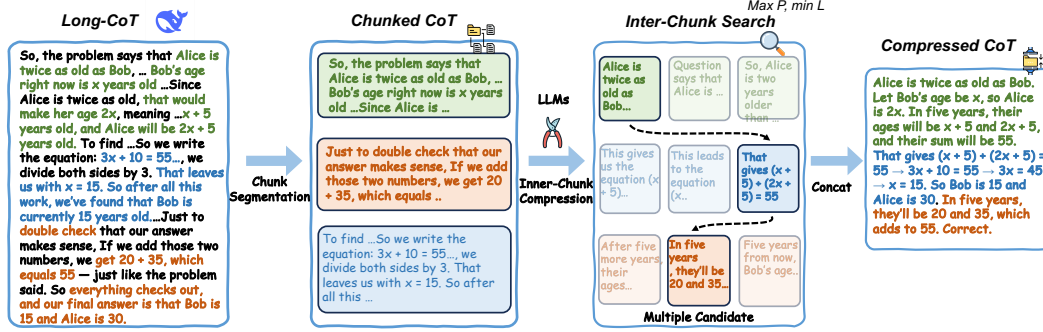 Long-CoT
So, the problem says that Alice is
twice as old as Bob, … Bob's age
right now is x years old …Since
Alice is twice as old, that would
make her age 2x, meaning …x + 5
years old, and Alice will be 2x + 5
years old. To find …So we write
the equation: 3x + 10 = 55…, we
divide both sides by 3. That leaves
us with x = 15. So after all this
work, we've found that Bob is
currently 15 years old.…Just to
double check that our answer
makes sense, If we add those two
numbers, we get 20 + 35, which
equals 55 — just like the problem
said. So everything checks out,
and our final answer is that Bob is
15 and Alice is 30.
Chunk
Segmentation
Chunked CoT
So, the problem says that
Alice is twice as old as Bob, …
Bob's age right now is x years
old …Since Alice is …
Just to double check that our
answer makes sense, If we add
those two numbers, we get 20
+ 35, which equals ..
To find …So we write the
equation: 3x + 10 = 55…, we
divide both sides by 3. That
leaves us with x = 15. So after
all this …
LLMs
Inner-Chunk
Compression
Max P, min L
Inter-Chunk Search
Alice is
twice as
old as
Bob…
Question
says that
Alice is …
So, Alice
is two
years
older
than …
This gives
us the
equation (x
+ 5)…
This leads
to the
equation
(x..
That
gives (x +
5) + (2x +
5) = 55
After five
more years,
their
ages…
In five
years
, they'll be
20 and 35…
Five years
from now,
Bob's age..
Multiple Candidate
Concat
Compressed CoT
Alice is twice as old as Bob.
Let Bob's age be x, so Alice
is 2x. In five years, their
ages will be x + 5 and 2x + 5,
and their sum will be 55.
That gives (x + 5) + (2x + 5) =
55 → 3x + 10 = 55 → 3x = 45
→ x = 15. So Bob is 15 and
Alice is 30. In five years,
they'll be 20 and 35, which
adds to 55. Correct.